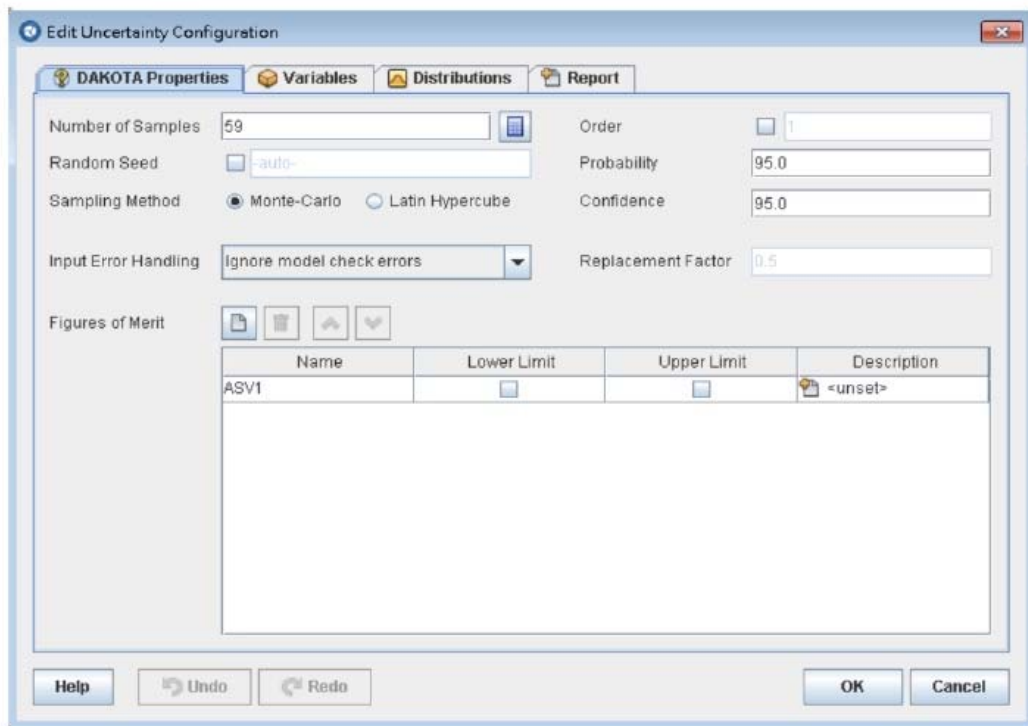 Edit Uncertainty Configuration
DAKOTA Properties Variables Distributions Report
Number of Samples 59 Order 1
Random Seed -auto- Probability 95.0
Sampling Method Monte-Carlo Latin Hypercube Confidence 95.0
Input Error Handling Ignore model check errors Replacement Factor 0.5
Figures of Merit
Name Lower Limit Upper Limit Description
ASV1 <unset>
Help Undo Redo OK Cancel